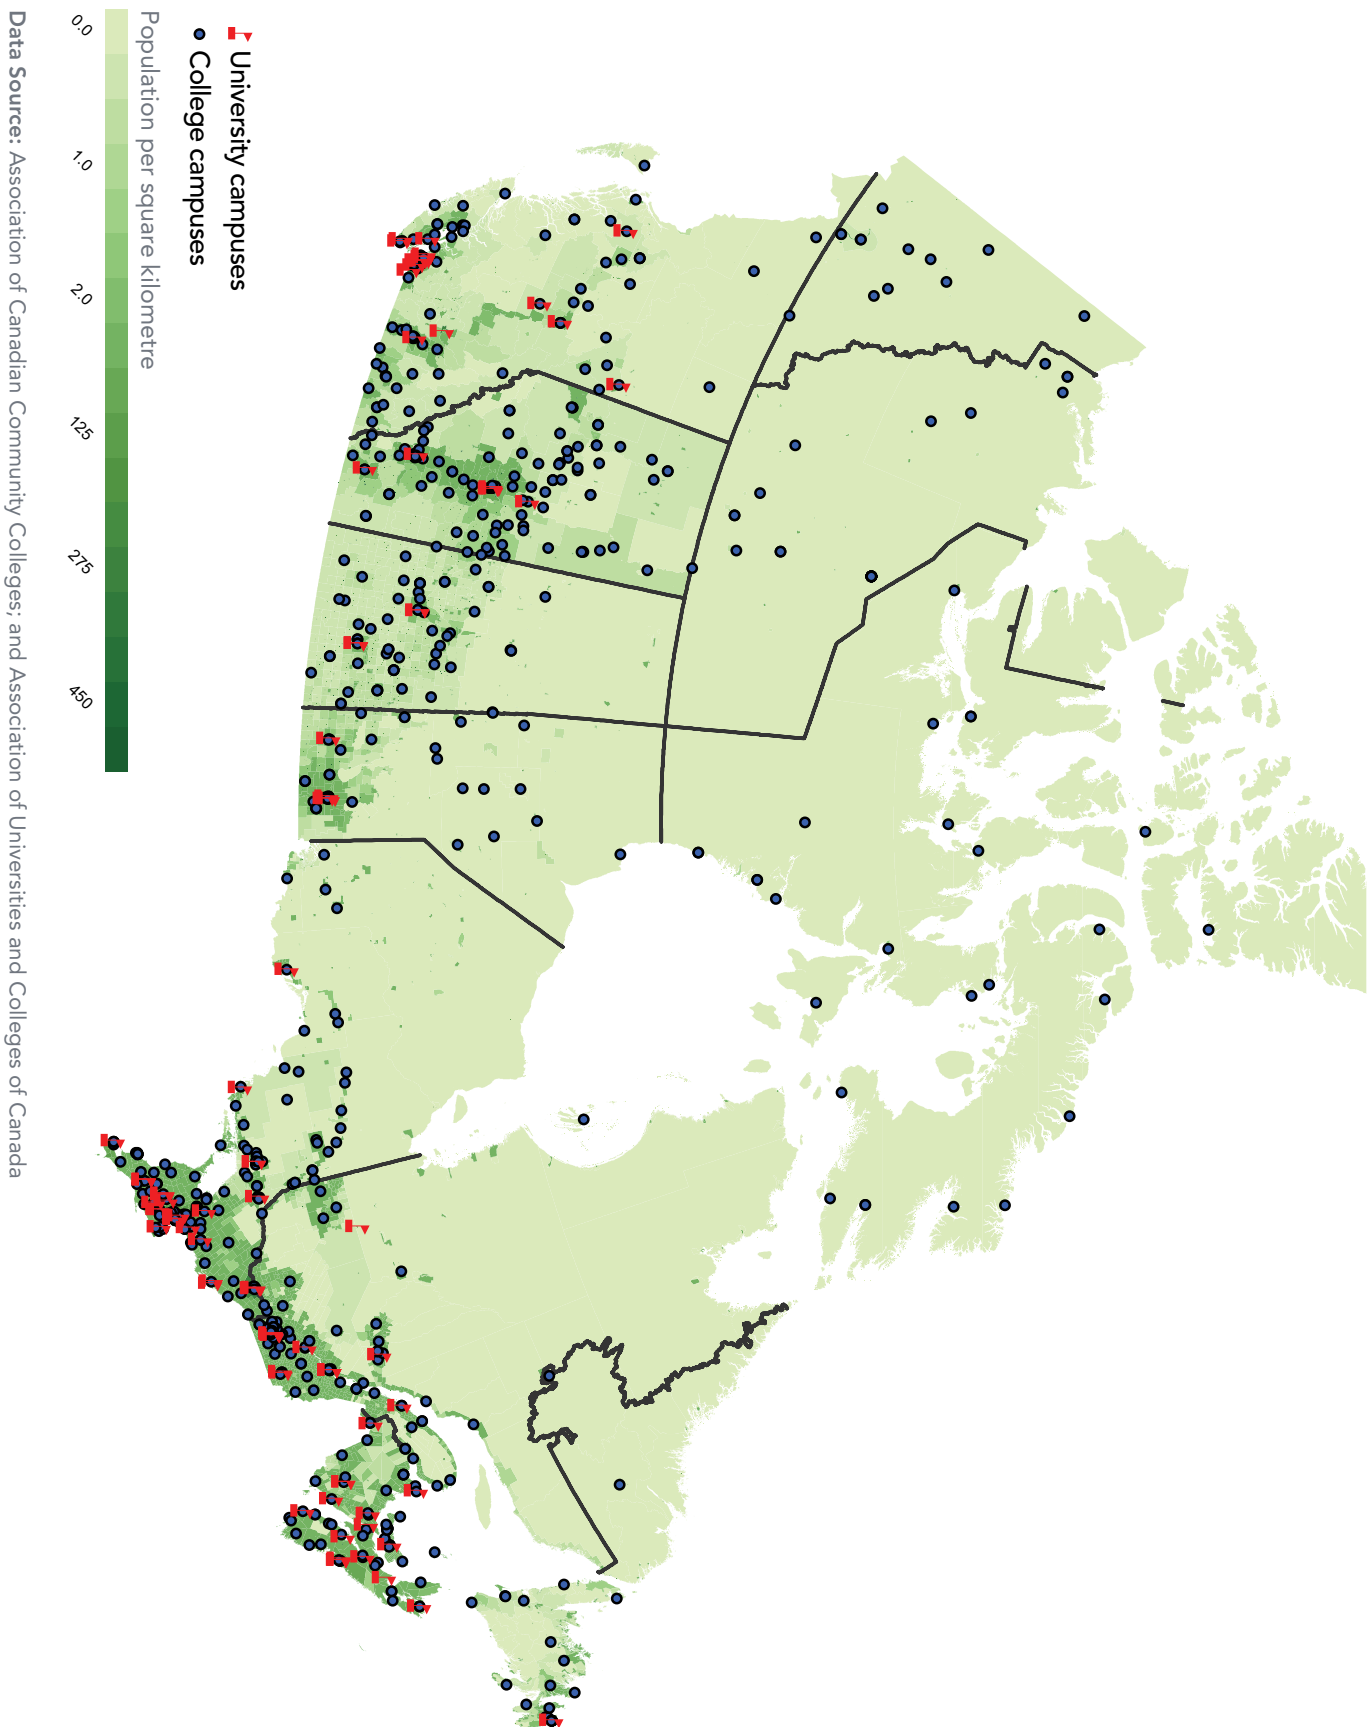 University campuses
College campuses
Population per square kilometre
0.0
1.0
2.0
125
275
450
Data Source: Association of Canadian Community Colleges; and Association of Universities and Colleges of Canada